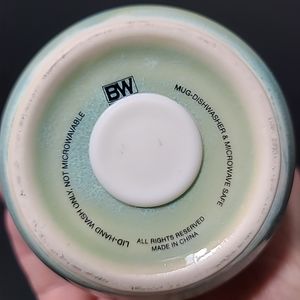 BW
MUG-DISHWASHER & MICROWAVE SAFE
LID-HAND WASH ONLY, NOT MICROWAVABLE
ALL RIGHTS RESERVED
MADE IN CHINA